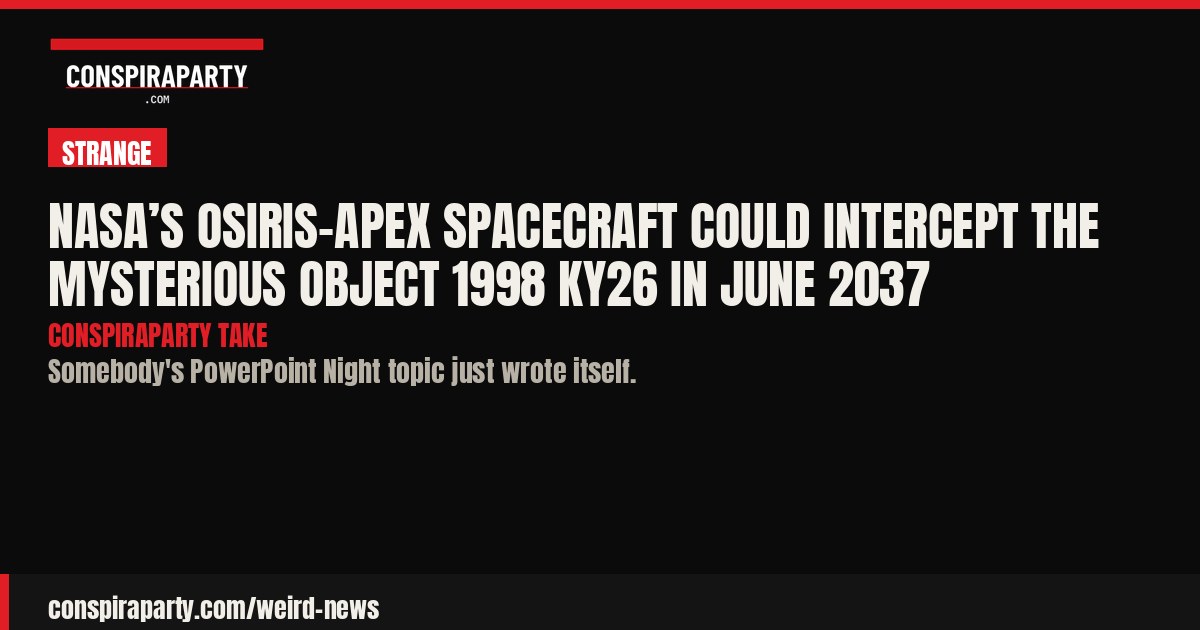 CONSPIRAPARTY
.COM
STRANGE
NASA’S OSIRIS-APEX SPACECRAFT COULD INTERCEPT THE
MYSTERIOUS OBJECT 1998 KY26 IN JUNE 2037
CONSPIRAPARTY TAKE
Somebody's PowerPoint Night topic just wrote itself.
conspiraparty.com/weird-news